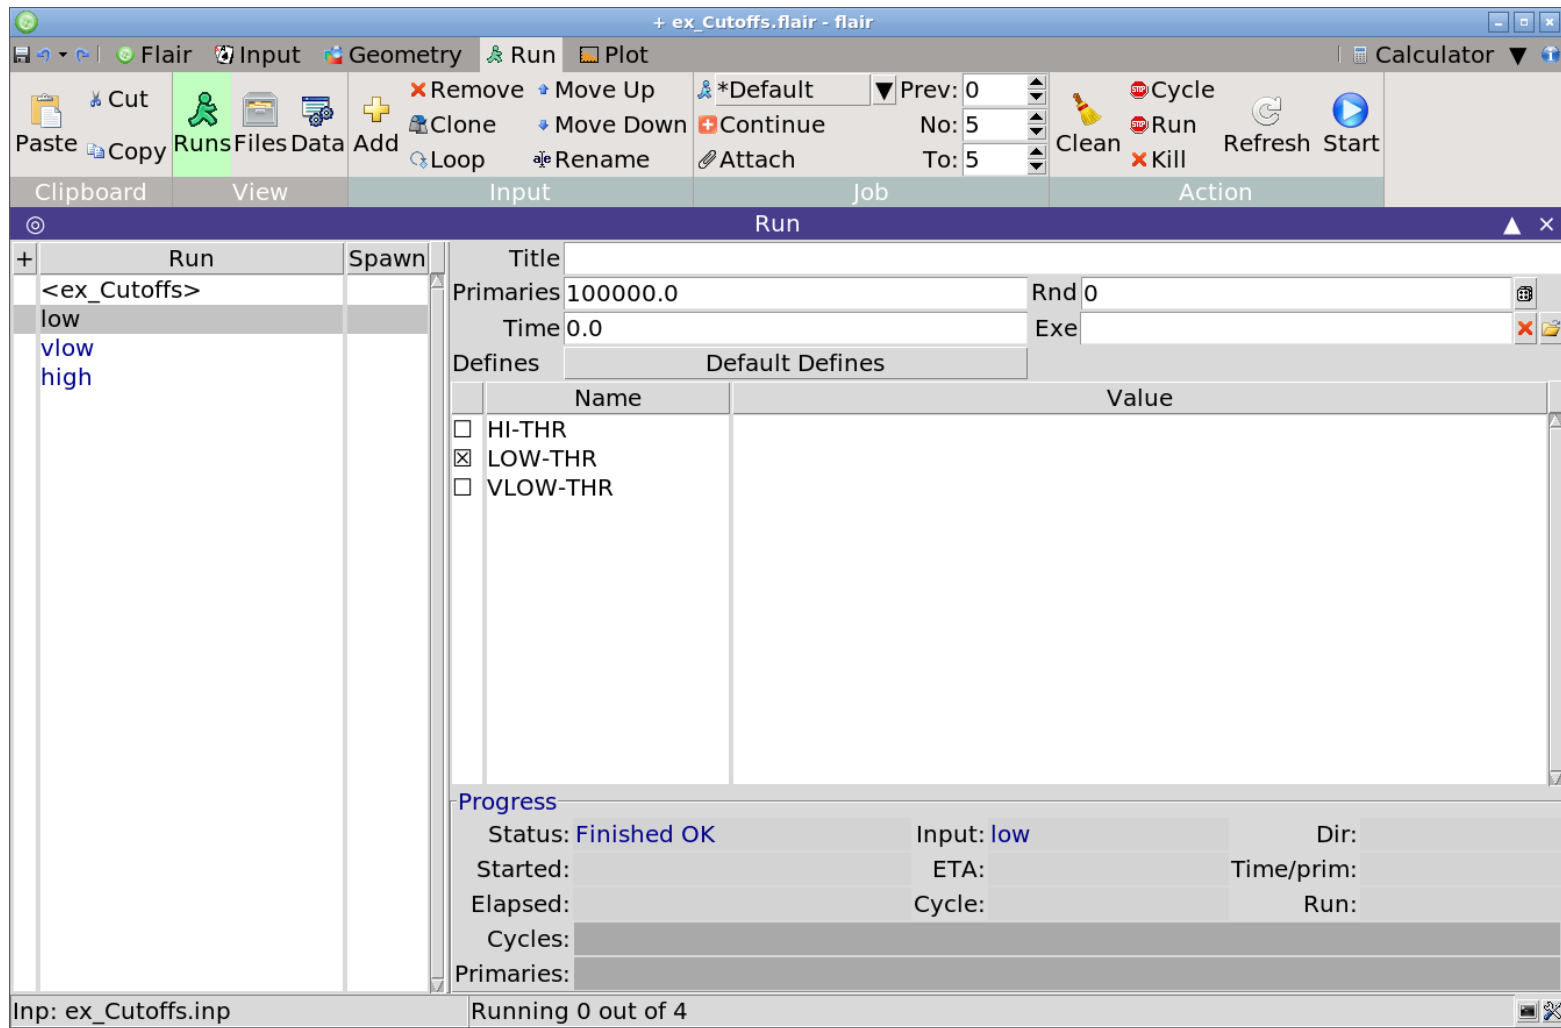 + ex_Cutoffs.flair - flair
Flair Input Geometry Run Plot Calculator
Paste Cut Copy Runs Files Data Add Remove Move Up *Default Prev: 0 Clean Cycle Refresh Start
Clone Move Down Continue No: 5 Run
Loop Rename Attach To: 5 Kill
Clipboard View Input Job Action
Run
+ Run Spawn
<ex_Cutoffs>
low
vlow
high
Title
Primaries 100000.0 Rnd 0
Time 0.0 Exe
Defines Default Defines
Name Value
HI-THR
LOW-THR
VLOW-THR
Progress
Status: Finished OK Input: low Dir:
Started: ETA: Time/prim:
Elapsed: Cycle: Run:
Cycles:
Primaries:
Inp: ex_Cutoffs.inp Running 0 out of 4